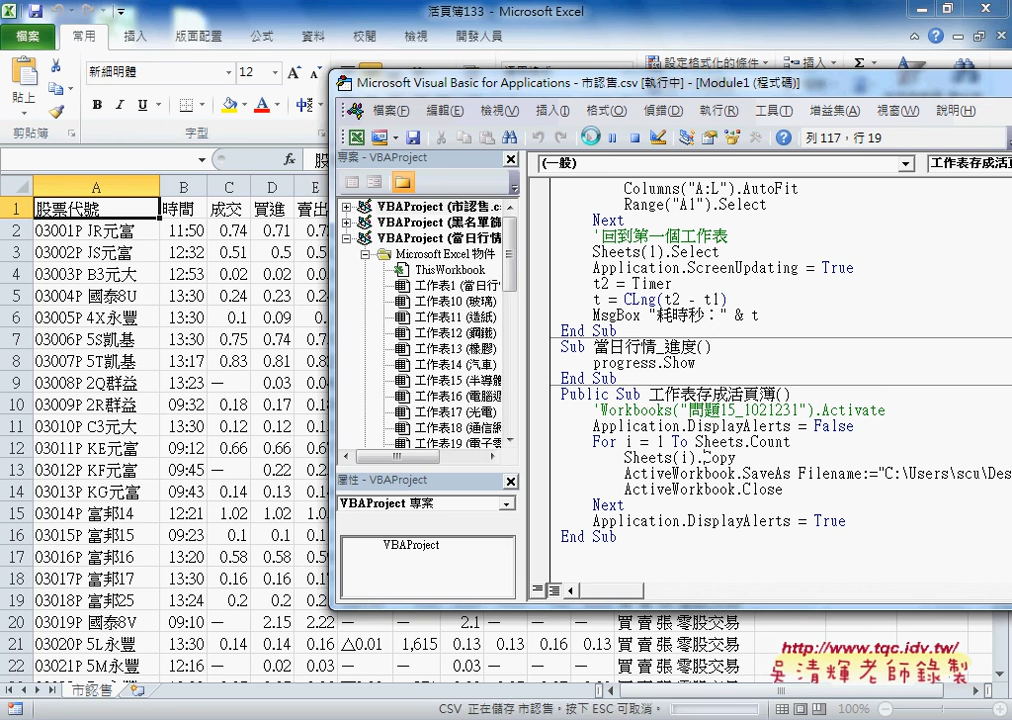 活頁簿133 - Microsoft Excel
檔案 常用 插入 版面配置 公式 資料 校閱 檢視 開發人員
新細明體 12
貼上
剪貼簿 字型
設定格式化的條件 插入
Microsoft Visual Basic for Applications - 市認售.csv [執行中] - [Module1 (程式碼)]
檔案(F) 編輯(E) 檢視(V) 插入(I) 格式(O) 偵錯(D) 執行(R) 工具(T) 增益集(A) 視窗(W) 說明(H)
列 117，行 19
專案 - VBAProject
(一般) 工作表存成活頁
VBAProject (市認售.c
VBAProject (黑名單篩
VBAProject (當日行情
Microsoft Excel 物件
ThisWorkbook
工作表1 (當日行
工作表10 (玻璃)
工作表11 (造紙)
工作表12 (鋼鐵)
工作表13 (橡膠)
工作表14 (汽車)
工作表15 (半導體
工作表16 (電腦週
工作表17 (光電)
工作表18 (通信
工作表19 (電子零
屬性 - VBAProject
VBAProject 專案
VBAProject
Columns("A:L").AutoFit
Range("A1").Select
Next
'回到第一個工作表
Sheets(1).Select
Application.ScreenUpdating = True
t2 = Timer
t = CLng(t2 - t1)
MsgBox "耗時秒：" & t
End Sub
Sub 當日行情_進度()
progress.Show
End Sub
Public Sub 工作表存成活頁簿()
'Workbooks("問題15_1021231").Activate
Application.DisplayAlerts = False
For i = 1 To Sheets.Count
Sheets(i).Copy
ActiveWorkbook.SaveAs Filename:="C:\Users\scu\Des
ActiveWorkbook.Close
Next
Application.DisplayAlerts = True
End Sub
A B C D E
1 股票代號 時間 成交 買進 賣出
2 03001P JR元富 11:50 0.74 0.71
3 03002P JS元富 12:32 0.51 0.5
4 03003P B3元大 12:53 0.02 0.02
5 03004P 國泰8U 13:30 0.24 0.23
6 03005P 4X永豐 13:30 0.1 0.09
7 03006P 5S凱基 13:30 0.75 0.74
8 03007P 5T凱基 13:17 0.83 0.81
9 03008P 2Q群益 13:23 — 0.03
10 03009P 2R群益 09:32 0.18 0.17
11 03010P C3元大 13:30 0.12 0.12
12 03011P KE元富 09:12 0.66 0.66
13 03012P KF元富 09:45 — 0.22
14 03013P KG元富 09:43 0.14 0.13
15 03014P 富邦14 12:21 1.02 1.02
16 03015P 富邦15 09:23 0.1 0.1
17 03016P 富邦16 13:20 0.58 0.58
18 03017P 富邦17 13:30 0.16 0.16
19 03018P 富邦25 13:24 0.2 0.2
20 03019P 國泰8V 09:10 — 2.15 2.22 — — 2.1 — — — 買 賣 張 零股交易
21 03020P 5L永豐 13:30 0.14 0.14 0.16 △0.01 1,615 0.13 0.13 0.16 0.13 買 賣 張 零股交易
22 03021P 5M永豐 12:16 — 0.02 0.03 — — 0.03 — — — 買 賣 張 零股交易
http://www.tqc.idv.tw/
吳清輝老師錄製
市認售
CSV 正在儲存 市認售。按下 ESC 可取消。
100%